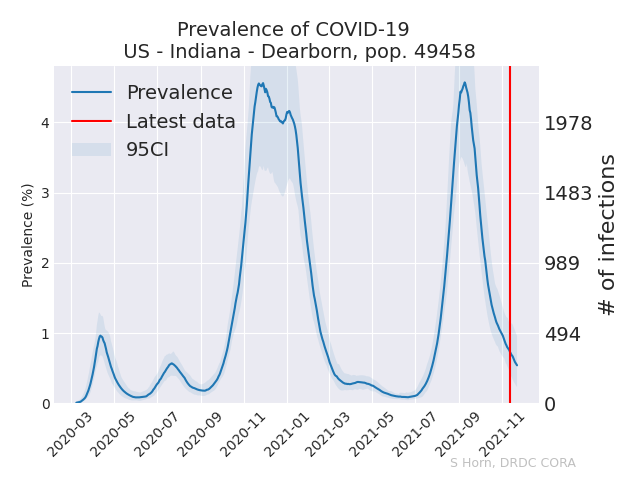 Prevalence of COVID-19
US - Indiana - Dearborn, pop. 49458
Prevalence
Latest data
95CI
Prevalence (%)
4
3
2
1
0
1978
1483
989
494
0
# of infections
2020-03
2020-05
2020-07
2020-09
2020-11
2021-01
2021-03
2021-05
2021-07
2021-09
2021-11
S Horn, DRDC CORA